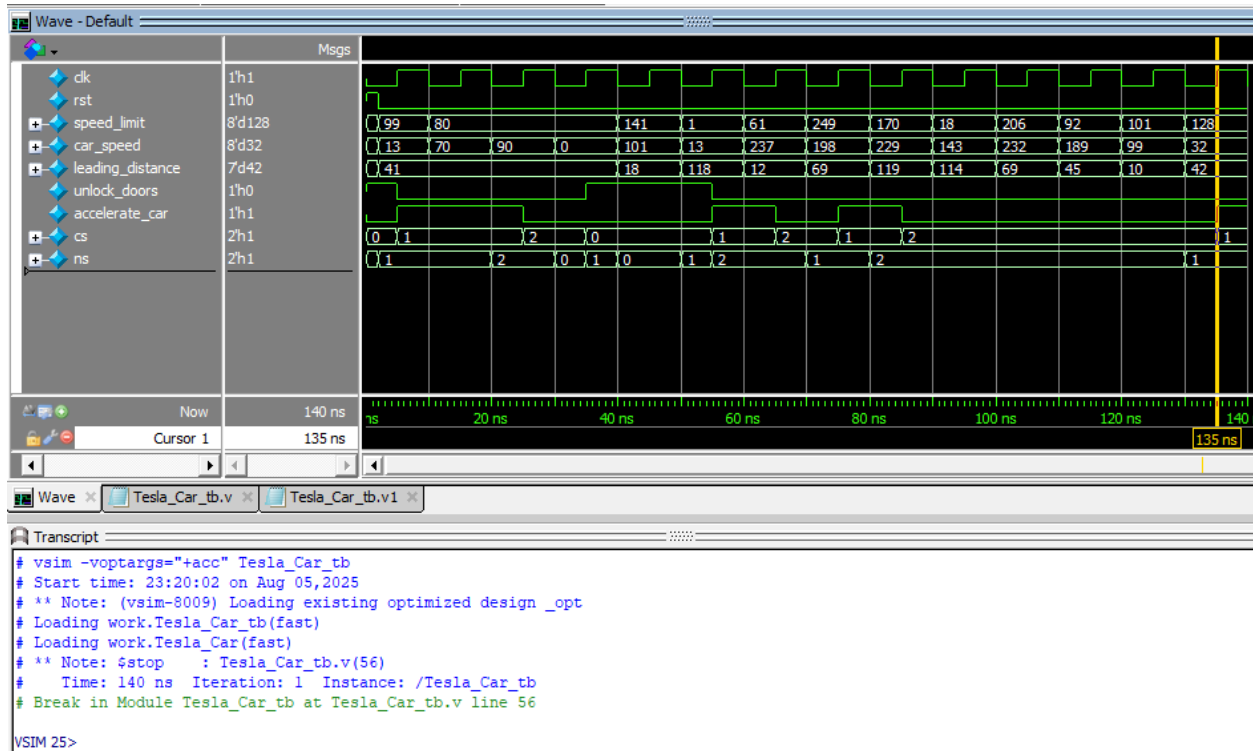 Wave - Default
Msgs
clk 1'h1
rst 1'h0
speed_limit 8'd128 99 80 141 1 61 249 170 18 206 92 101 128
car_speed 8'd32 13 70 90 0 101 13 237 198 229 143 232 189 99 32
leading_distance 7'd42 41 18 118 12 69 119 114 69 45 10 42
unlock_doors 1'h0
accelerate_car 1'h1
cs 2'h1 0 1 2 0 1 2 1 2 1
ns 2'h1 1 2 0 1 0 1 2 1 2 1
Now 140 ns ns 20 ns 40 ns 60 ns 80 ns 100 ns 120 ns 140
Cursor 1 135 ns 135 ns
Wave Tesla_Car_tb.v Tesla_Car_tb.v1
Transcript
# vsim -voptargs="+acc" Tesla_Car_tb
# Start time: 23:20:02 on Aug 05,2025
# ** Note: (vsim-8009) Loading existing optimized design _opt
# Loading work.Tesla_Car_tb(fast)
# Loading work.Tesla_Car(fast)
# ** Note: $stop    : Tesla_Car_tb.v(56)
#    Time: 140 ns  Iteration: 1  Instance: /Tesla_Car_tb
# Break in Module Tesla_Car_tb at Tesla_Car_tb.v line 56
VSIM 25>